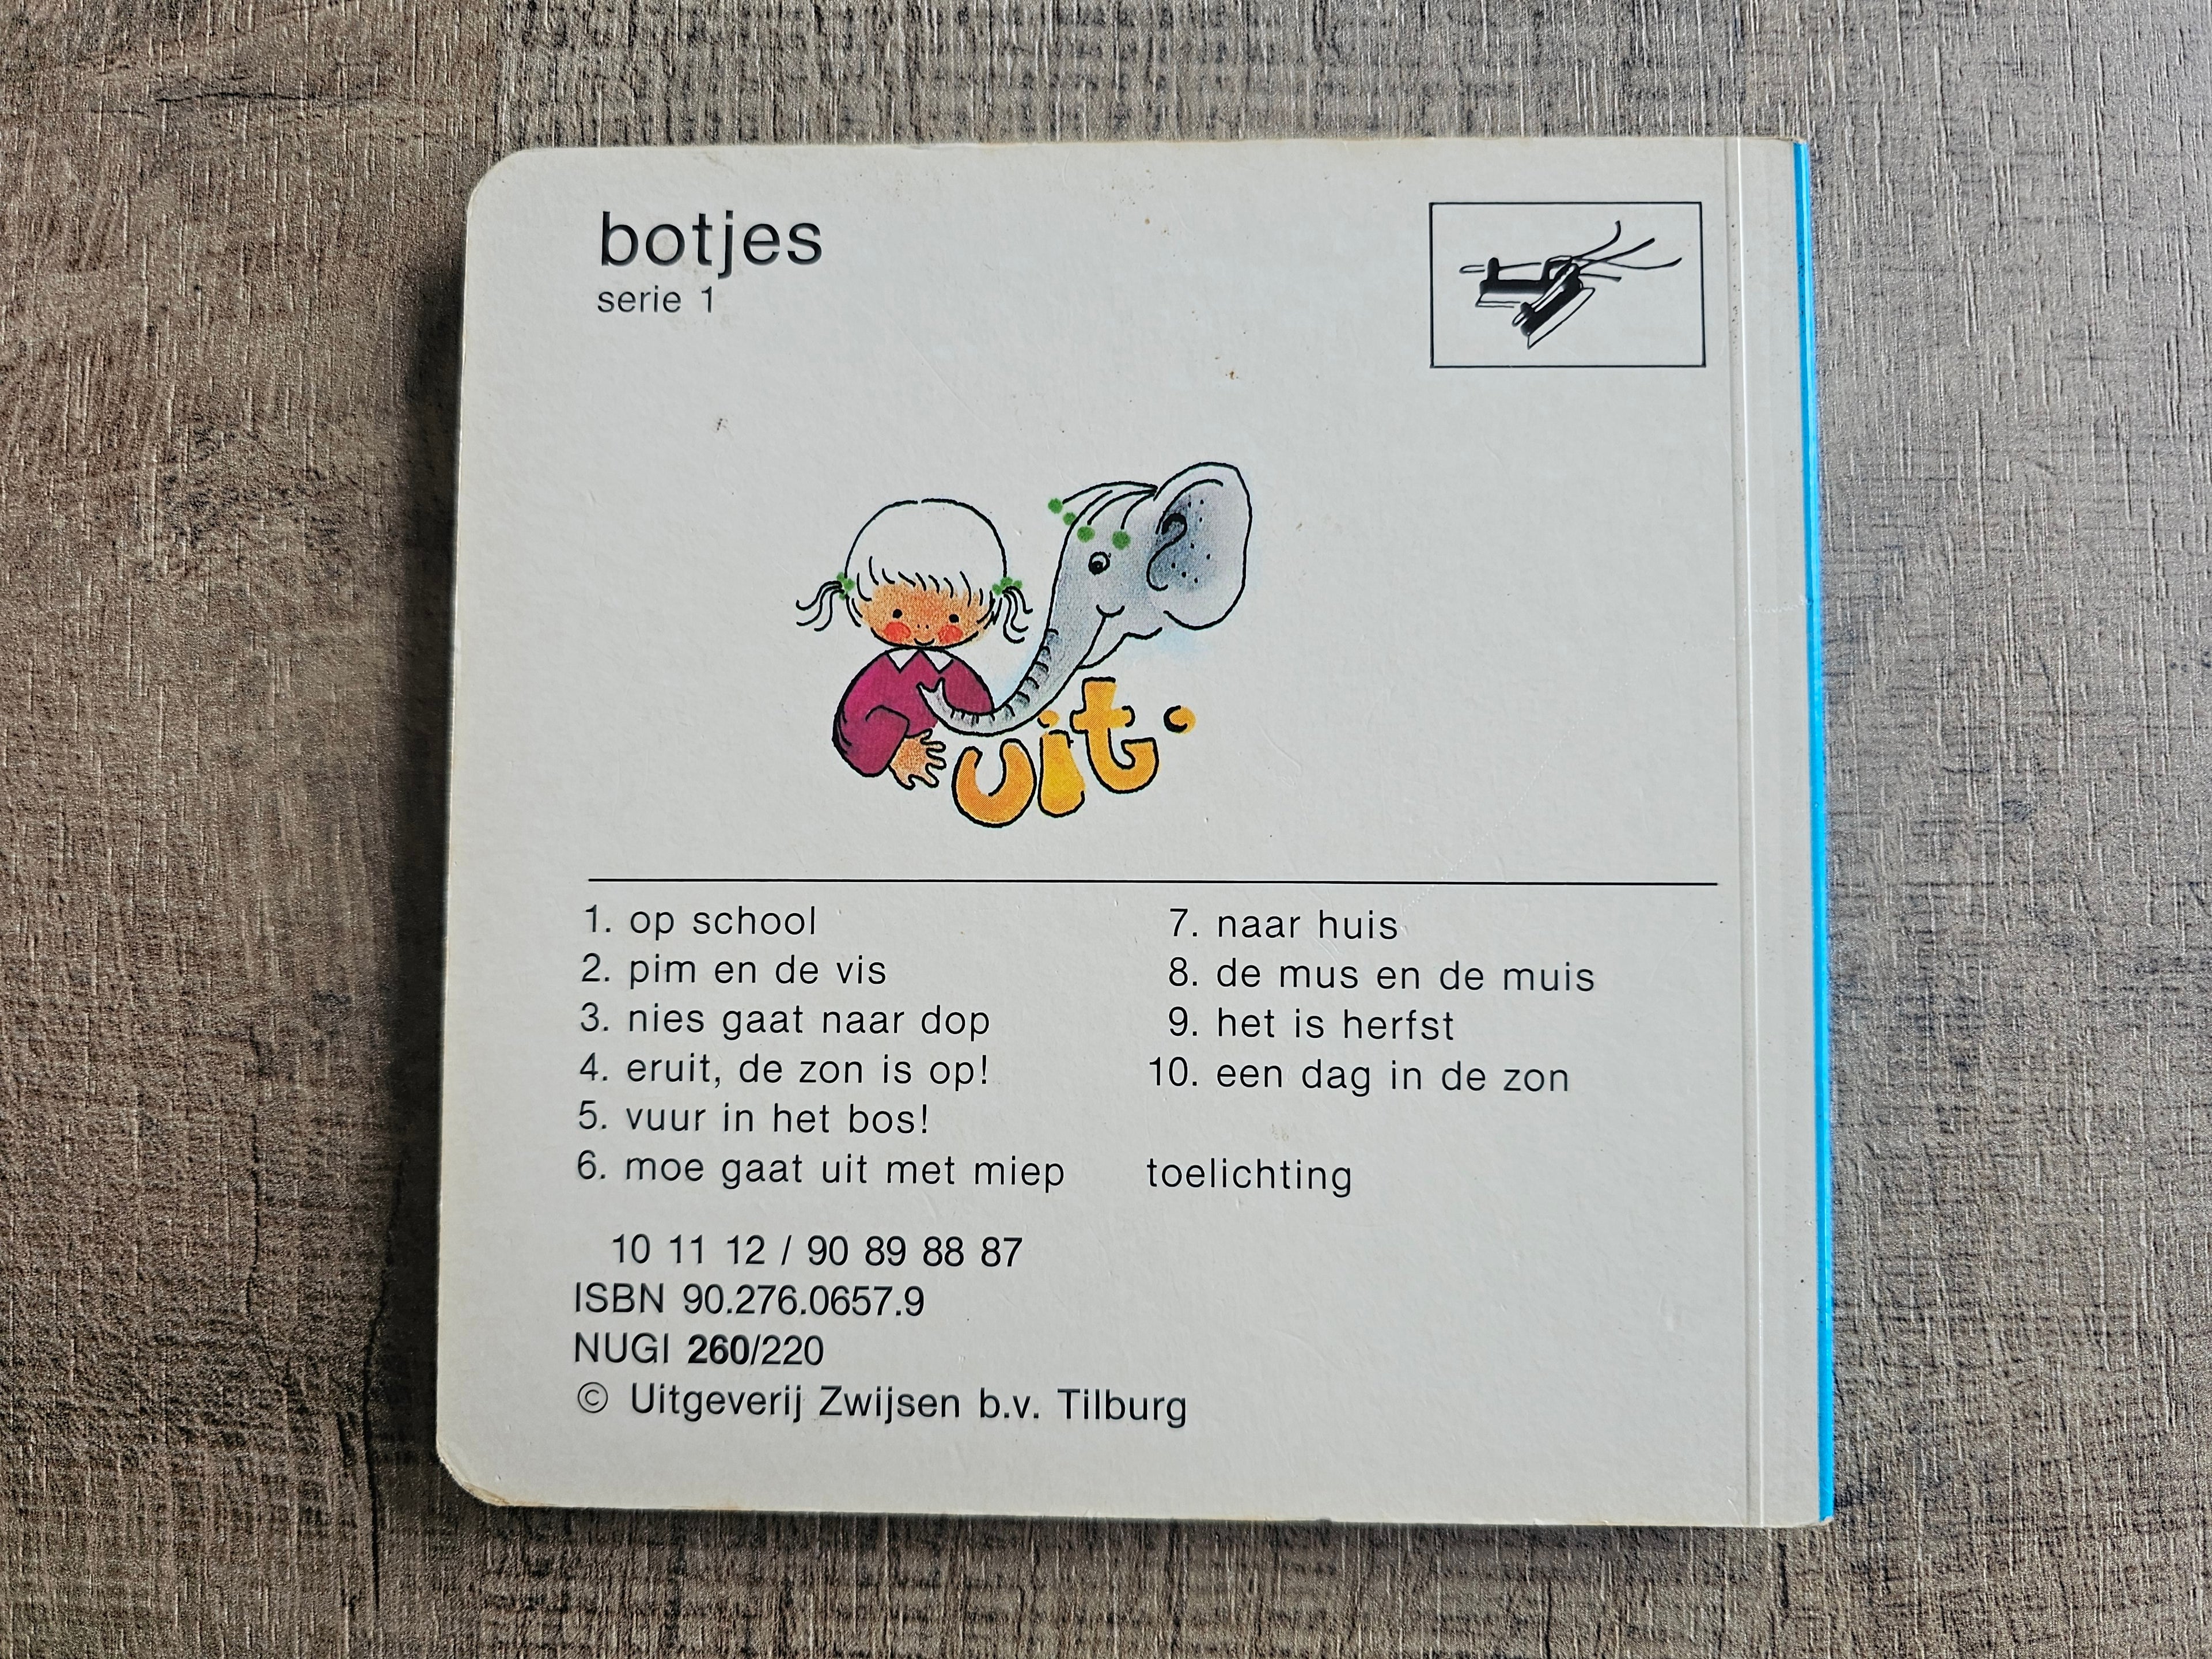 botjes
serie 1
uit.
1. op school
2. pim en de vis
3. nies gaat naar dop
4. eruit, de zon is op!
5. vuur in het bos!
6. moe gaat uit met miep
7. naar huis
8. de mus en de muis
9. het is herfst
10. een dag in de zon
toelichting
10 11 12 / 90 89 88 87
ISBN 90.276.0657.9
NUGI 260/220
© Uitgeverij Zwijsen b.v. Tilburg